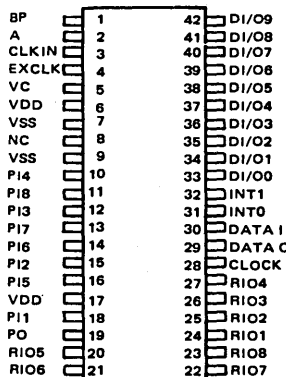 BP 1 42 DI/O9
A 2 41 DI/O8
CLKIN 3 40 DI/O7
EXCLK 4 39 DI/O6
VC 5 38 DI/O5
VDD 6 37 DI/O4
VSS 7 36 DI/O3
NC 8 35 DI/O2
VSS 9 34 DI/O1
PI4 10 33 DI/O0
PI8 11 32 INT1
PI3 12 31 INT0
PI7 13 30 DATA I
PI6 14 29 DATA O
PI2 15 28 CLOCK
PI5 16 27 RIO4
VDD 17 26 RIO3
PI1 18 25 RIO2
PO 19 24 RIO1
RIO5 20 23 RIO8
RIO6 21 22 RIO7